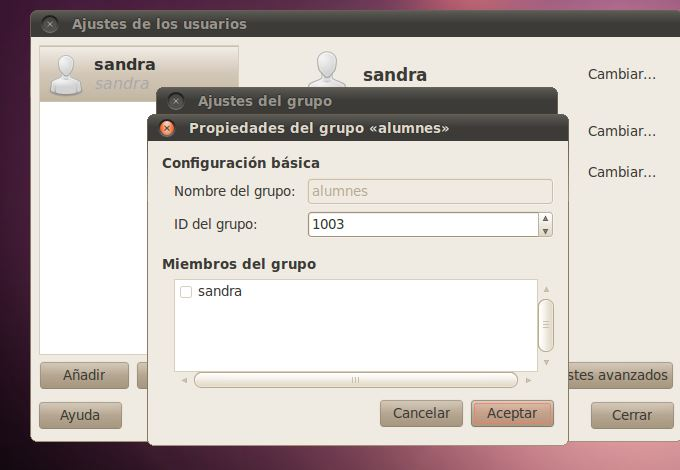 Ajustes de los usuarios
sandra
sandra
sandra
Cambiar...
Cambiar...
Cambiar...
Ajustes del grupo
Propiedades del grupo «alumnes»
Configuración básica
Nombre del grupo: alumnes
ID del grupo: 1003
Miembros del grupo
sandra
Cancelar Aceptar
Añadir
avanzados
Ayuda
Cerrar